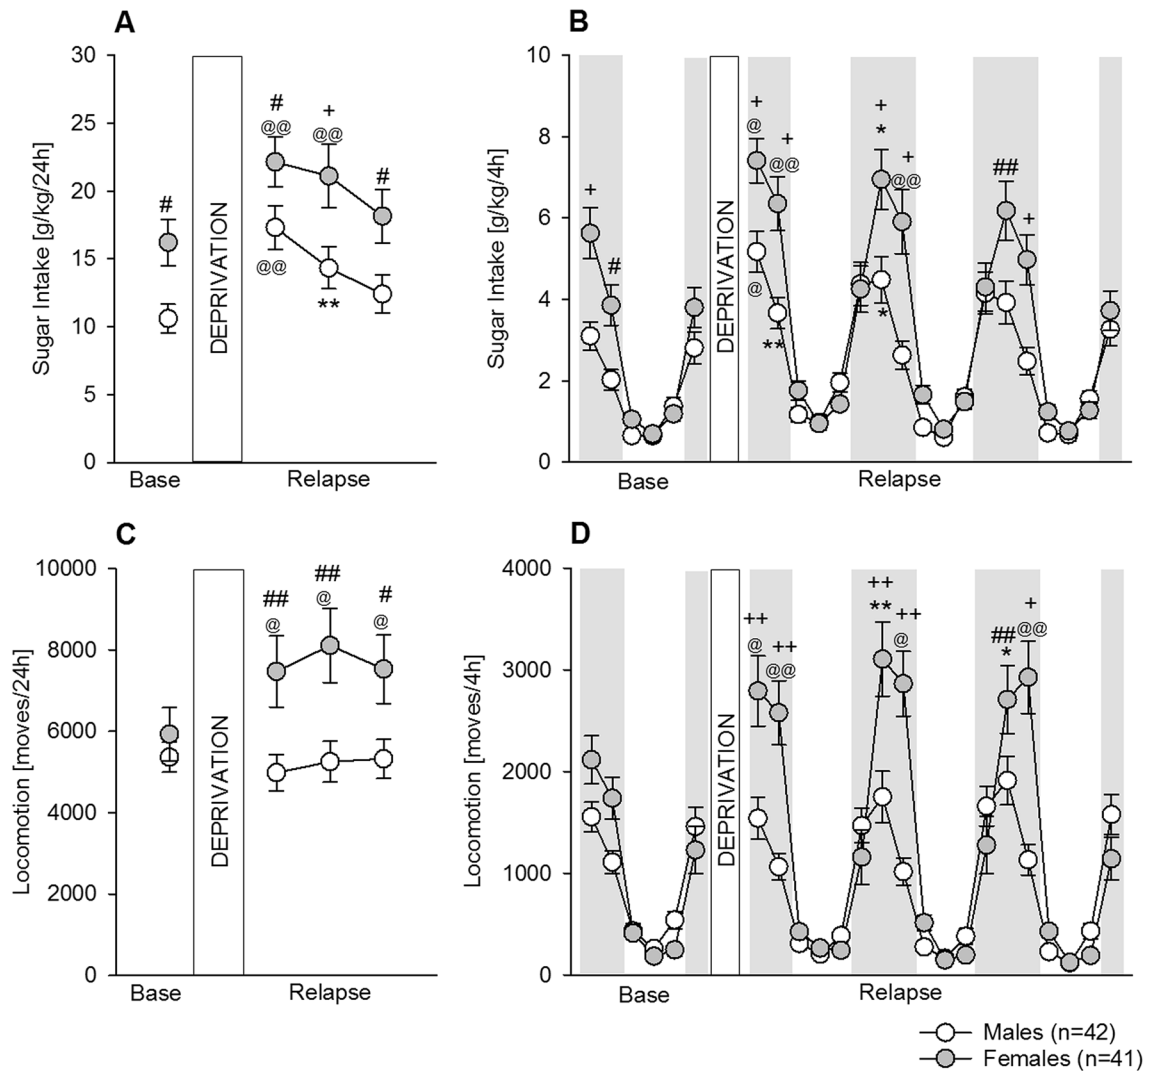 A
Sugar Intake [g/kg/24h]
30
25
20
15
10
5
0
#
DEPRIVATION
#
@@
+
@@
#
@@
**
Base
Relapse
B
Sugar Intake [g/kg/4h]
10
8
6
4
2
0
+
#
DEPRIVATION
+
@
+
@@
@
**
+
*
+
@@
*
##
+
Base
Relapse
C
Locomotion [moves/24h]
10000
8000
6000
4000
2000
0
DEPRIVATION
##
@
##
@
#
@
Base
Relapse
D
Locomotion [moves/4h]
4000
3000
2000
1000
0
DEPRIVATION
++
@
++
@@
++
**
++
@
##
*
+
@@
Base
Relapse
Males (n=42)
Females (n=41)